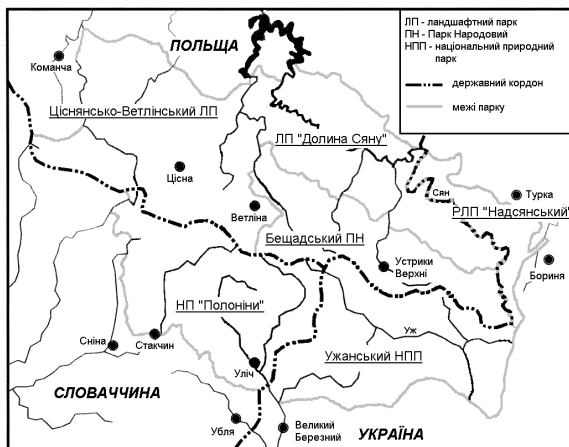 ЛП - ландшафтний парк
ПН - Парк Народовий
НПП - національний природний
парк
державний кордон
межі парку
ПОЛЬЩА
Команча
Ціснянсько-Ветлінський ЛП
ЛП "Долина Сяну"
Цісна
Сян
Турка
Ветліна
РЛП "Надсянський"
Бещадський ПН
Устрики
Верхні
Бориня
НП "Полоніни"
Уж
Сніна
Стакчин
Ужанський НПП
Уліч
СЛОВАЧЧИНА
Убля
Великий
Березний
УКРАЇНА